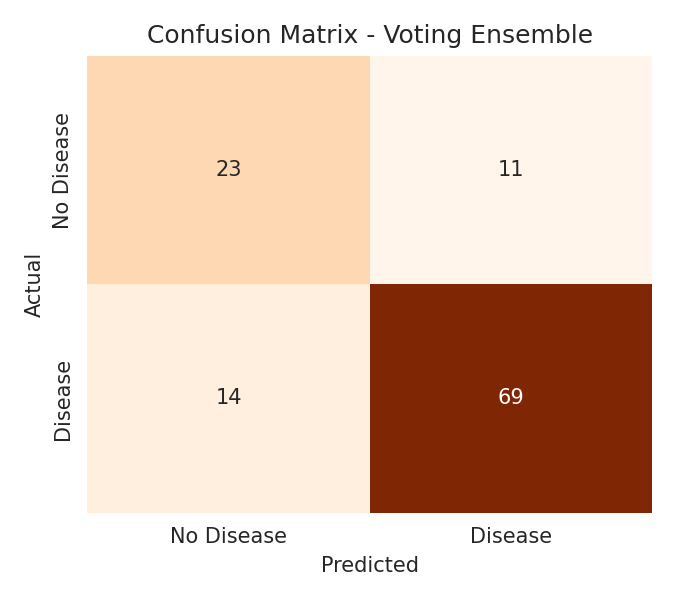 Confusion Matrix - Voting Ensemble
Actual
No Disease
23
11
Disease
14
69
No Disease
Disease
Predicted